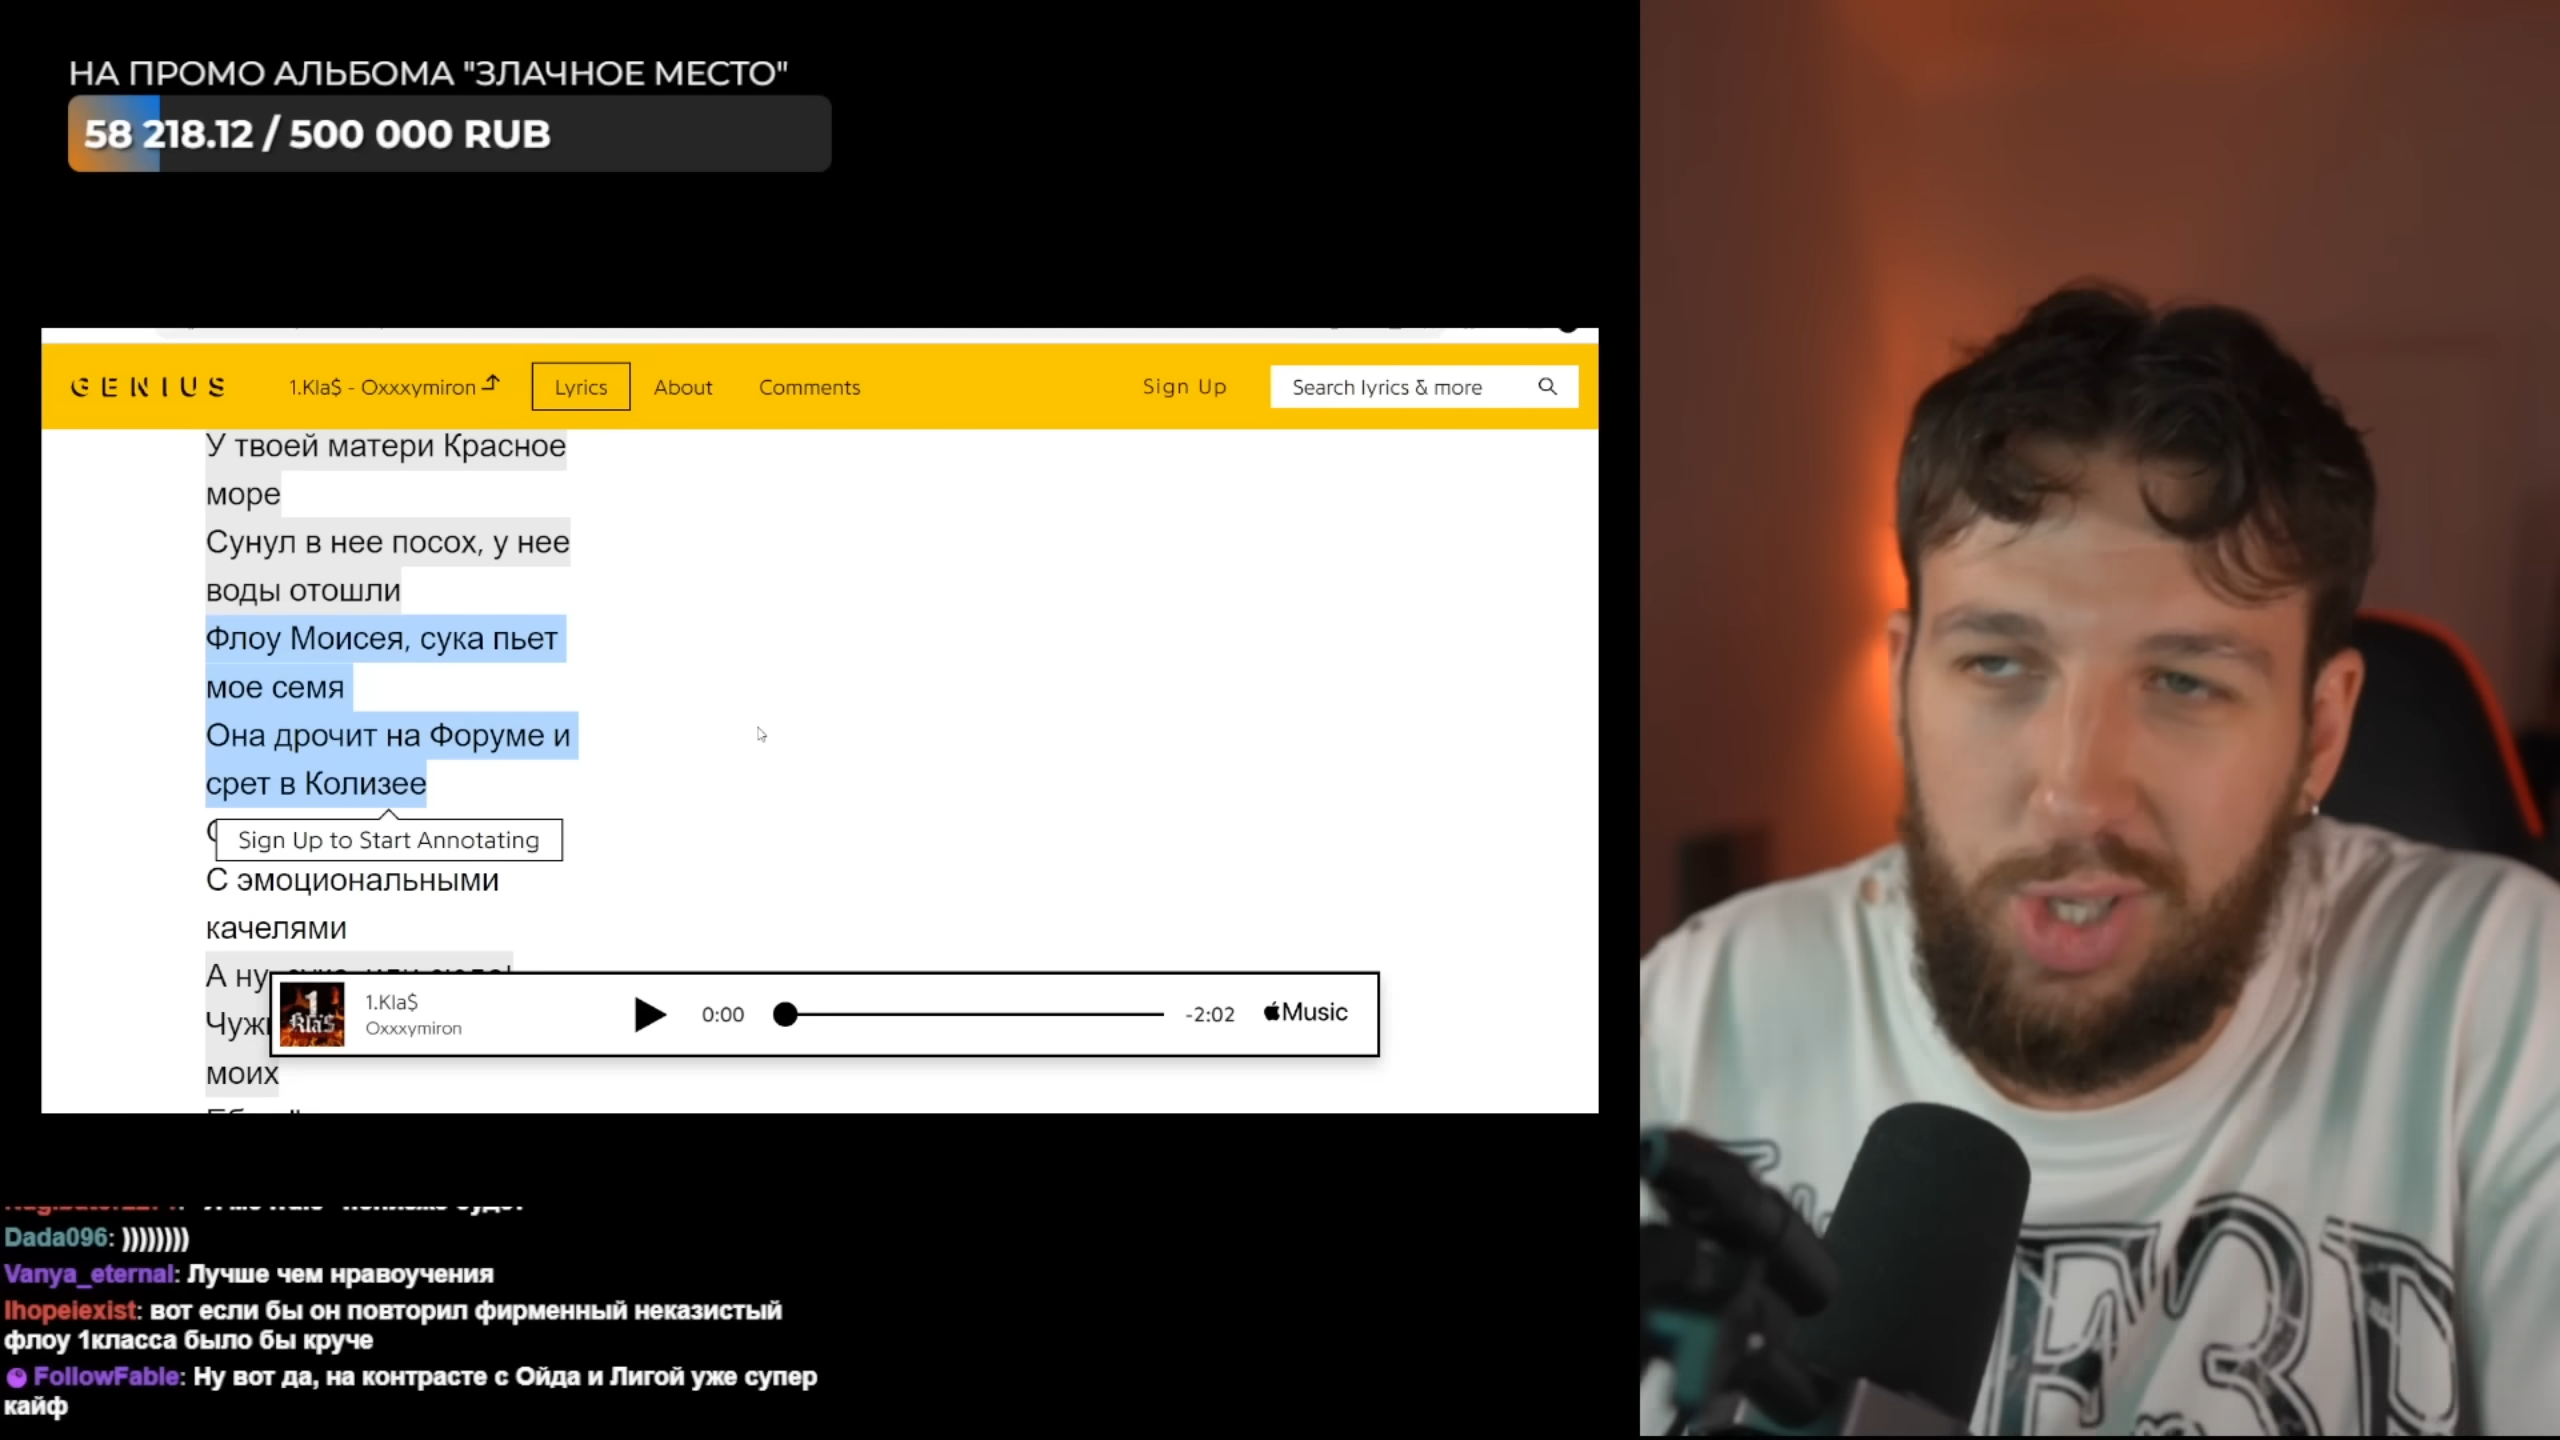 НА ПРОМО АЛЬБОМА "ЗЛАЧНОЕ МЕСТО"
58 218.12 / 500 000 RUB
GENIUS
1.Kla$ - Oxxxymiron
Lyrics
About
Comments
Sign Up
Search lyrics & more
У твоей матери Красное
море
Сунул в нее посох, у нее
воды отошли
Флоу Моисея, сука пьет
мое семя
Она дрочит на Форуме и
срет в Колизее
Sign Up to Start Annotating
С эмоциональными
качелями
А ну
моих
1.Kla$
Oxxxymiron
0:00
-2:02
Music
1
Kla$
Dada096: ))))))))
Vanya_eternal: Лучше чем нравоучения
Ihopeiexist: вот если бы он повторил фирменный неказистый
флоу 1класса было бы круче
FollowFable: Ну вот да, на контрасте с Ойда и Лигой уже супер
кайф